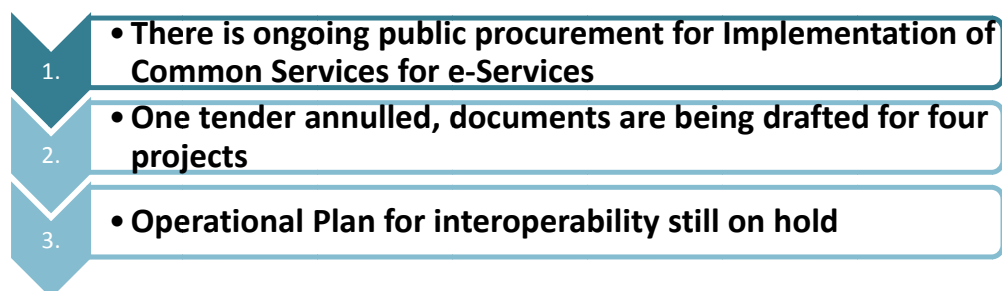 1.
• There is ongoing public procurement for Implementation of
Common Services for e-Services
2.
• One tender annulled, documents are being drafted for four
projects
3.
• Operational Plan for interoperability still on hold